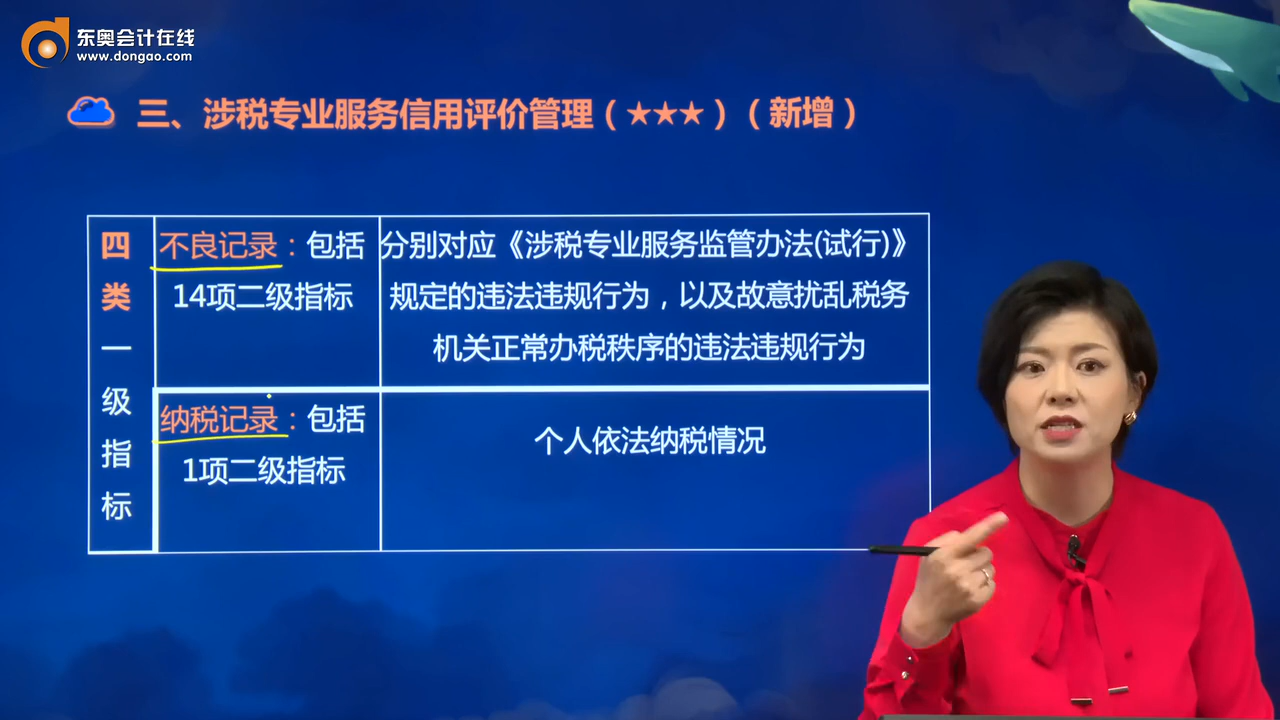 东奥会计在线
www.dongao.com
三、涉税专业服务信用评价管理（★★★）（新增）
四类一级指标
不良记录：包括
14项二级指标
分别对应《涉税专业服务监管办法(试行)》
规定的违法违规行为，以及故意扰乱税务
机关正常办税秩序的违法违规行为
纳税记录：包括
1项二级指标
个人依法纳税情况